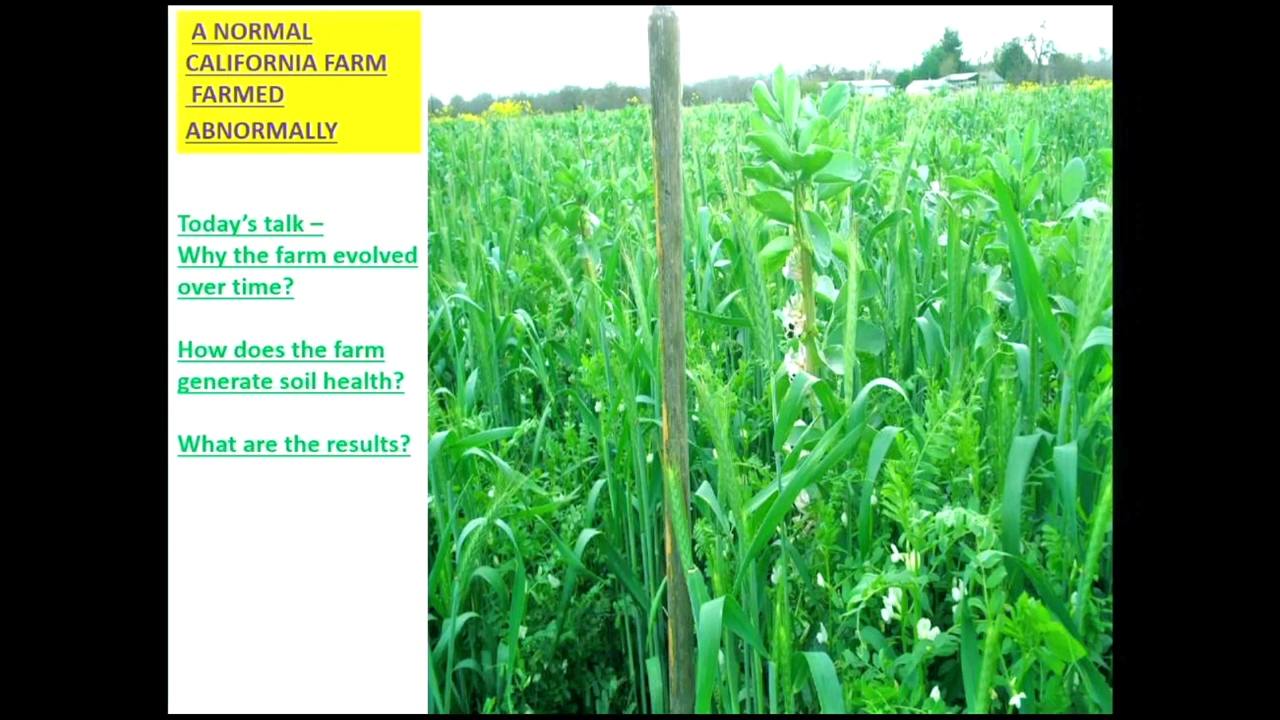 A NORMAL
CALIFORNIA FARM
FARMED
ABNORMALLY
Today’s talk –
Why the farm evolved
over time?
How does the farm
generate soil health?
What are the results?